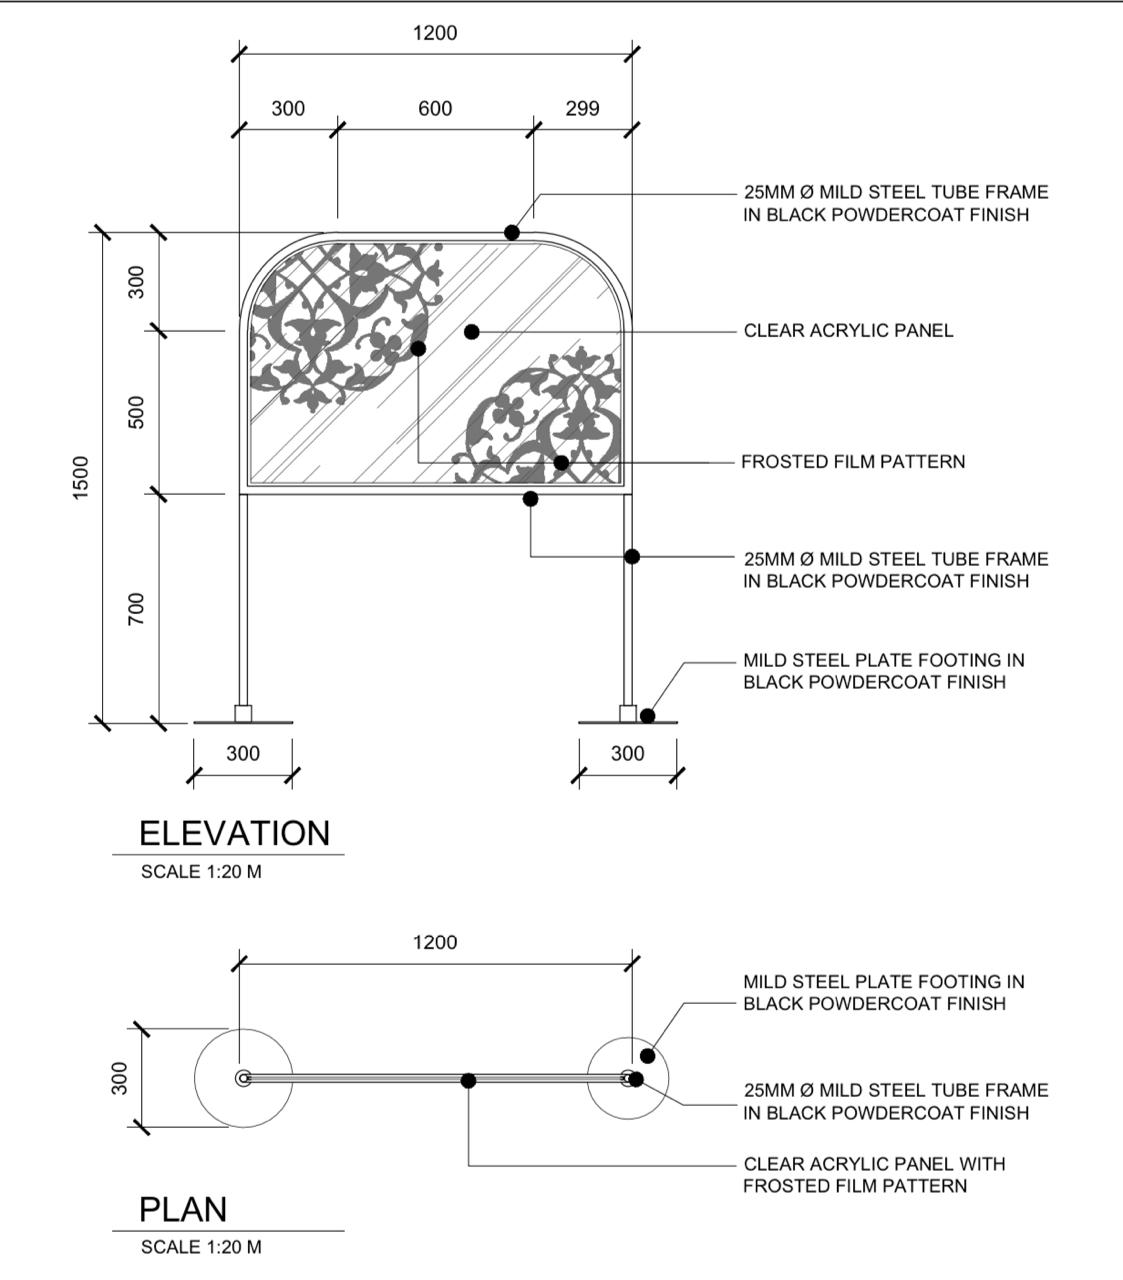 1200
300
600
299
25MM Ø MILD STEEL TUBE FRAME
IN BLACK POWDERCOAT FINISH
300
CLEAR ACRYLIC PANEL
500
1500
FROSTED FILM PATTERN
25MM Ø MILD STEEL TUBE FRAME
IN BLACK POWDERCOAT FINISH
700
MILD STEEL PLATE FOOTING IN
BLACK POWDERCOAT FINISH
300
300
ELEVATION
SCALE 1:20 M
1200
MILD STEEL PLATE FOOTING IN
BLACK POWDERCOAT FINISH
300
25MM Ø MILD STEEL TUBE FRAME
IN BLACK POWDERCOAT FINISH
CLEAR ACRYLIC PANEL WITH
FROSTED FILM PATTERN
PLAN
SCALE 1:20 M